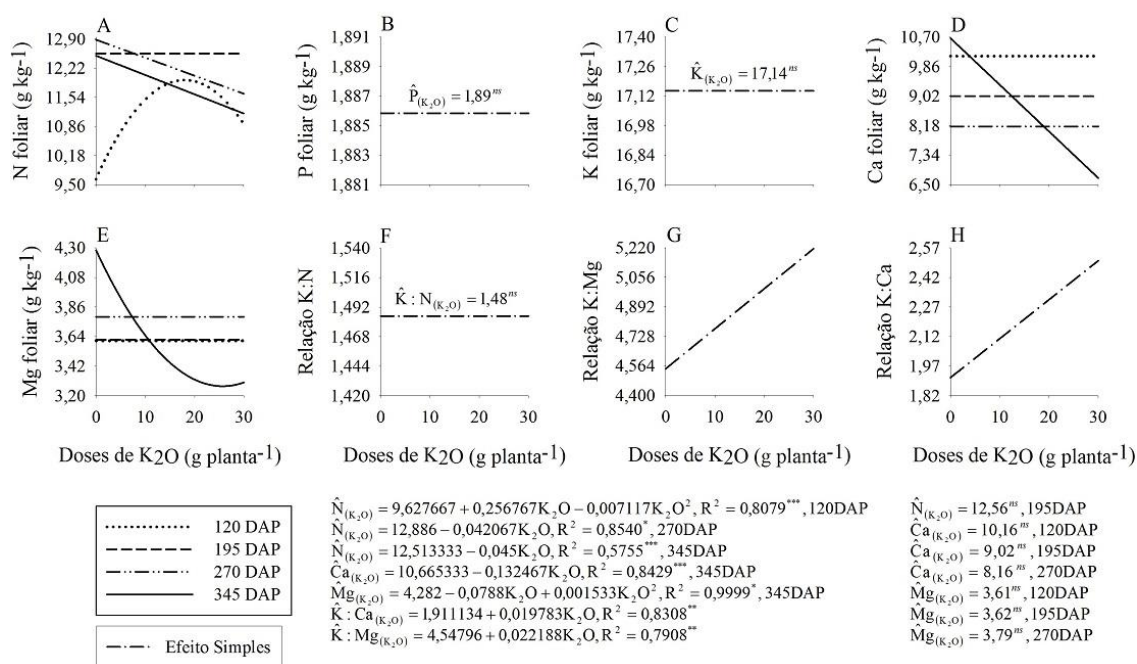 A
N foliar (g kg-1)
12,90
12,22
11,54
10,86
10,18
9,50
B
P foliar (g kg-1)
1,891
1,889
1,887
1,885
1,883
1,881
P̂(K₂O) = 1,89ⁿˢ
C
K foliar (g kg-1)
17,40
17,26
17,12
16,98
16,84
16,70
K̂(K₂O) = 17,14ⁿˢ
D
Ca foliar (g kg-1)
10,70
9,86
9,02
8,18
7,34
6,50
E
Mg foliar (g kg-1)
4,30
4,08
3,86
3,64
3,42
3,20
0 10 20 30
Doses de K2O (g planta-1)
F
Relação K:N
1,540
1,516
1,492
1,468
1,444
1,420
K̂ : N(K₂O) = 1,48ⁿˢ
0 10 20 30
Doses de K2O (g planta-1)
G
Relação K:Mg
5,220
5,056
4,892
4,728
4,564
4,400
0 10 20 30
Doses de K2O (g planta-1)
H
Relação K:Ca
2,57
2,42
2,27
2,12
1,97
1,82
0 10 20 30
Doses de K2O (g planta-1)
120 DAP
195 DAP
270 DAP
345 DAP
Efeito Simples
N̂(K₂O) = 9,627667 + 0,256767K₂O − 0,007117K₂O², R² = 0,8079***, 120DAP
N̂(K₂O) = 12,886 − 0,042067K₂O, R² = 0,8540*, 270DAP
N̂(K₂O) = 12,513333 − 0,045K₂O, R² = 0,5755***, 345DAP
Ĉa(K₂O) = 10,665333 − 0,132467K₂O, R² = 0,8429***, 345DAP
M̂g(K₂O) = 4,282 − 0,0788K₂O + 0,001533K₂O², R² = 0,9999*, 345DAP
K̂ : Ca(K₂O) = 1,911134 + 0,019783K₂O, R² = 0,8308**
K̂ : Mg(K₂O) = 4,54796 + 0,022188K₂O, R² = 0,7908**
N̂(K₂O) = 12,56ⁿˢ, 195DAP
Ĉa(K₂O) = 10,16ⁿˢ, 120DAP
Ĉa(K₂O) = 9,02ⁿˢ, 195DAP
Ĉa(K₂O) = 8,16ⁿˢ, 270DAP
M̂g(K₂O) = 3,61ⁿˢ, 120DAP
M̂g(K₂O) = 3,62ⁿˢ, 195DAP
M̂g(K₂O) = 3,79ⁿˢ, 270DAP